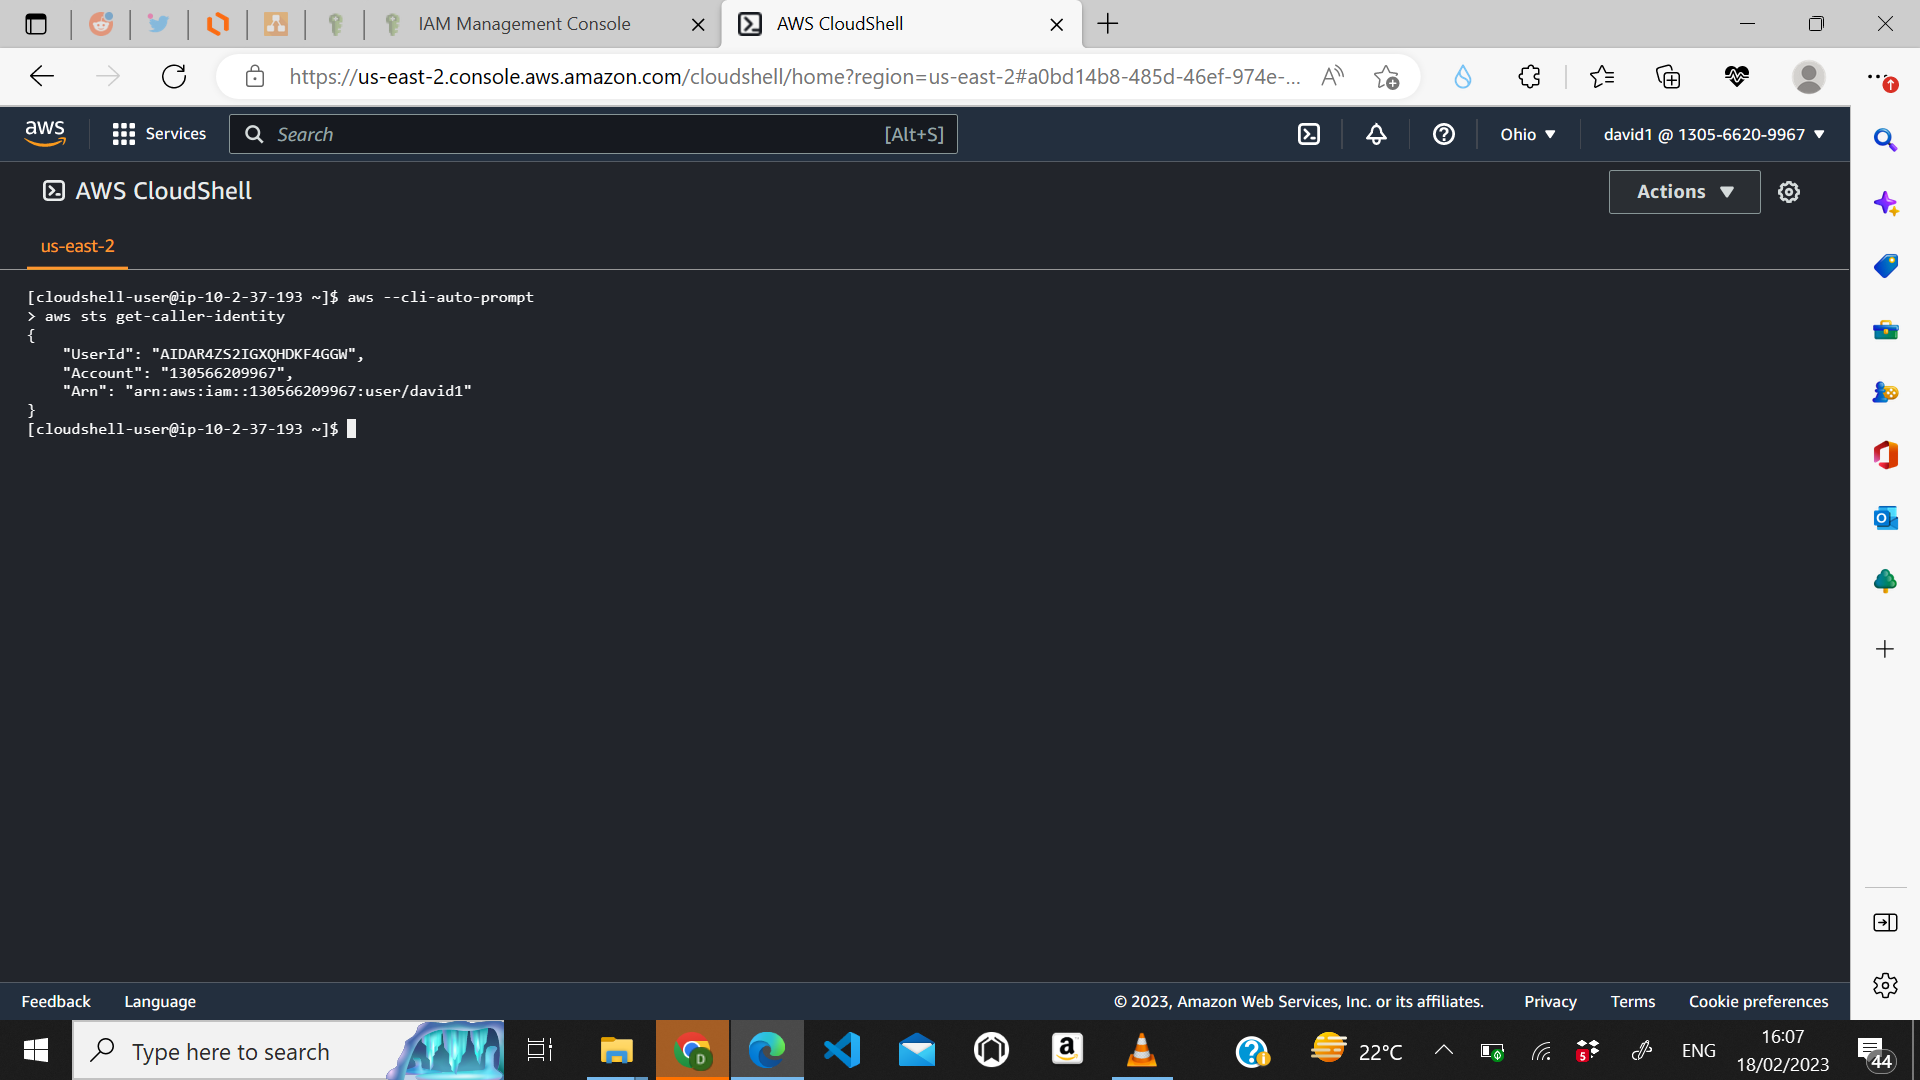 IAM Management Console
AWS CloudShell
https://us-east-2.console.aws.amazon.com/cloudshell/home?region=us-east-2#a0bd14b8-485d-46ef-974e-...
aws
Services
Search
[Alt+S]
Ohio
david1 @ 1305-6620-9967
AWS CloudShell
Actions
us-east-2
[cloudshell-user@ip-10-2-37-193 ~]$ aws --cli-auto-prompt
> aws sts get-caller-identity
{
"UserId": "AIDAR4ZS2IGXQHDKF4GGW",
"Account": "130566209967",
"Arn": "arn:aws:iam::130566209967:user/david1"
}
[cloudshell-user@ip-10-2-37-193 ~]$
Feedback
Language
© 2023, Amazon Web Services, Inc. or its affiliates.
Privacy
Terms
Cookie preferences
Type here to search
D
a
5
22°C
ENG
16:07
18/02/2023
44